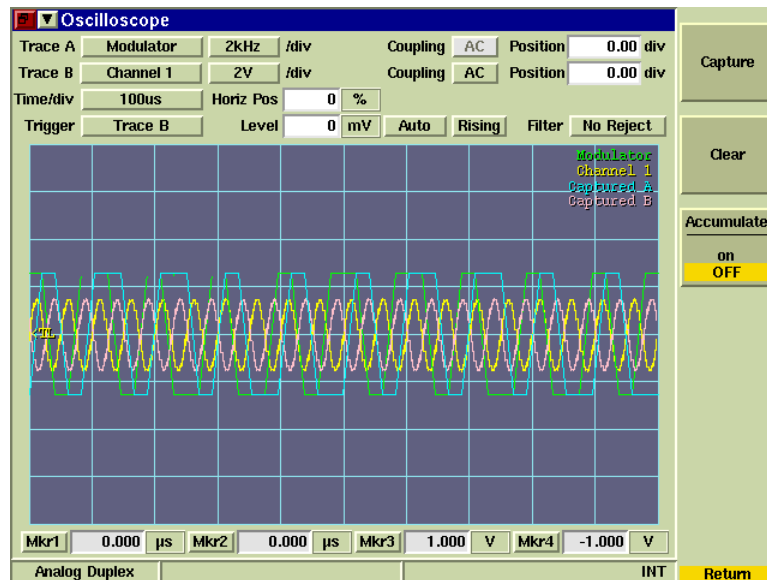 Oscilloscope
Trace A Modulator 2kHz /div Coupling AC Position 0.00 div
Trace B Channel 1 2V /div Coupling AC Position 0.00 div
Time/div 100us Horiz Pos 0 %
Trigger Trace B Level 0 mV Auto Rising Filter No Reject
Modulator
Channel 1
Captured A
Captured B
<TL
Mkr1 0.000 µs Mkr2 0.000 µs Mkr3 1.000 V Mkr4 -1.000 V
Analog Duplex INT
Capture
Clear
Accumulate
on
OFF
Return